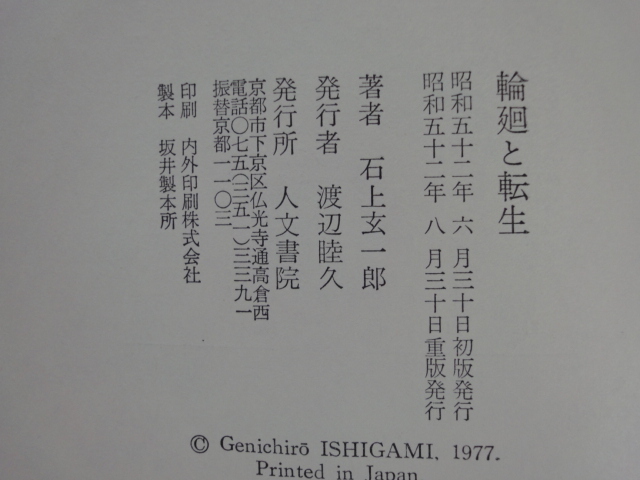 輪廻と転生
昭和五十二年 六 月三十日初版発行
昭和五十二年 八 月三十日重版発行
著者 石上玄一郎
発行者 渡辺睦久
発行所 人文書院
京都市下京区仏光寺通高倉西
電話〇七五(三五一)三三九一
振替京都一一〇三
印刷 内外印刷株式会社
製本 坂井製本所
© Genichirō ISHIGAMI, 1977.
Printed in Japan